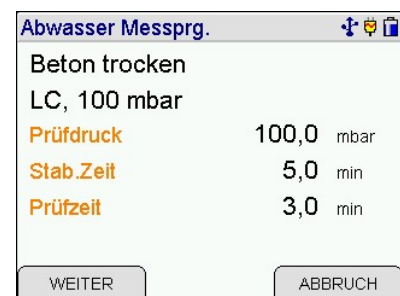 Abwasser Messprg.
Beton trocken
LC, 100 mbar
Prüfdruck 100,0 mbar
Stab.Zeit 5,0 min
Prüfzeit 3,0 min
WEITER ABBRUCH